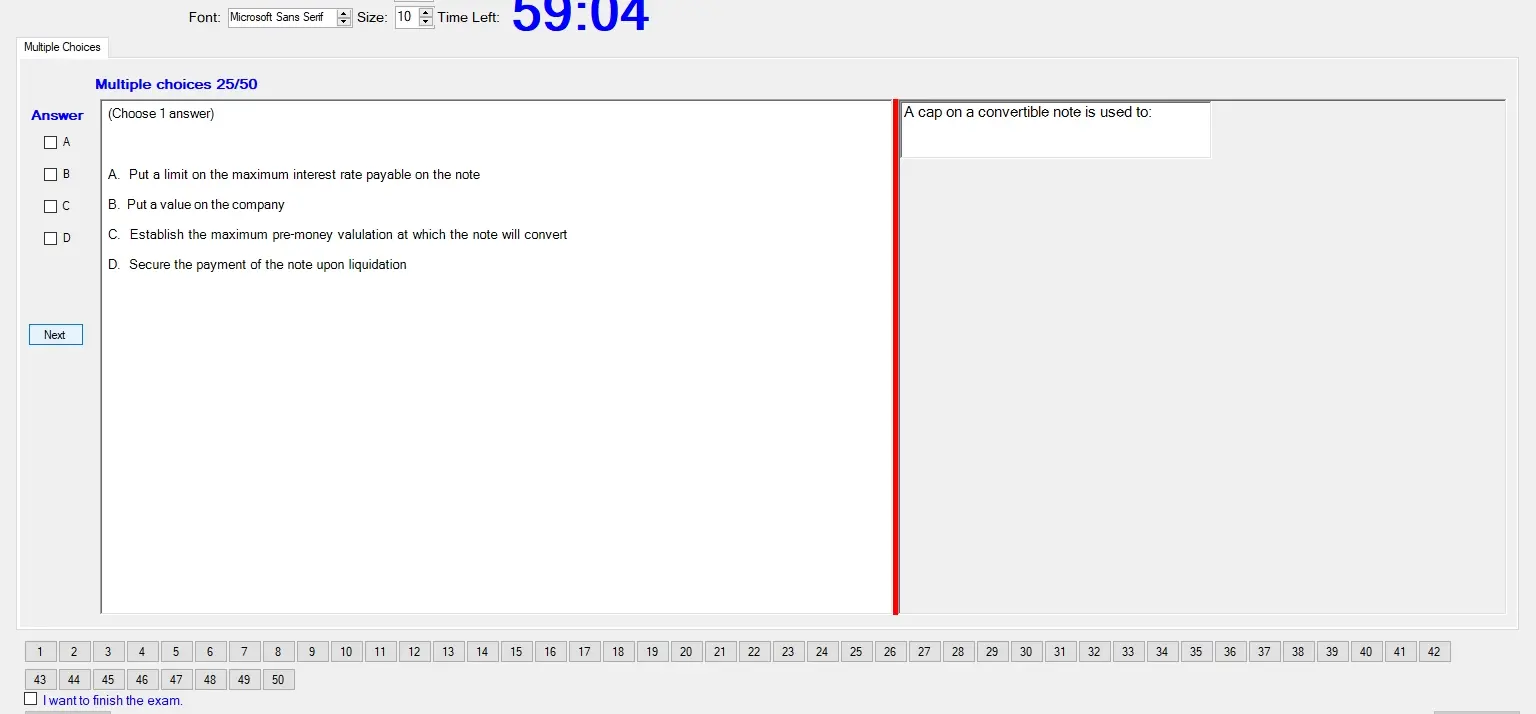 Font: Microsoft Sans Serif Size: 10 Time Left: 59:04
Multiple Choices
Multiple choices 25/50
Answer
(Choose 1 answer)
A cap on a convertible note is used to:
A
B
C
D
A. Put a limit on the maximum interest rate payable on the note
B. Put a value on the company
C. Establish the maximum pre-money valulation at which the note will convert
D. Secure the payment of the note upon liquidation
Next
1 2 3 4 5 6 7 8 9 10 11 12 13 14 15 16 17 18 19 20 21 22 23 24 25 26 27 28 29 30 31 32 33 34 35 36 37 38 39 40 41 42
43 44 45 46 47 48 49 50
I want to finish the exam.